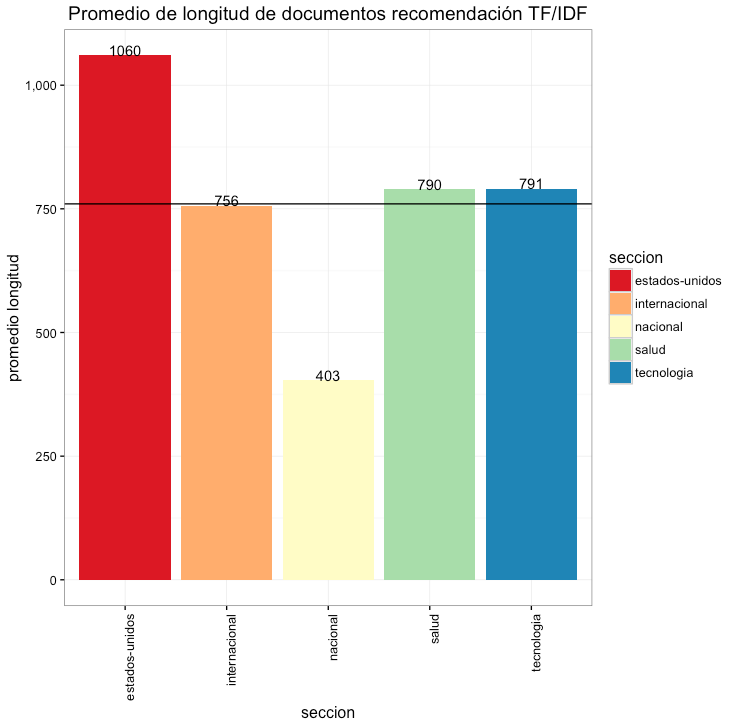 Promedio de longitud de documentos recomendación TF/IDF
1060
1,000
790
791
756
750
promedio longitud
500
403
250
0
estados-unidos
internacional
nacional
salud
tecnologia
seccion
seccion
estados-unidos
internacional
nacional
salud
tecnologia